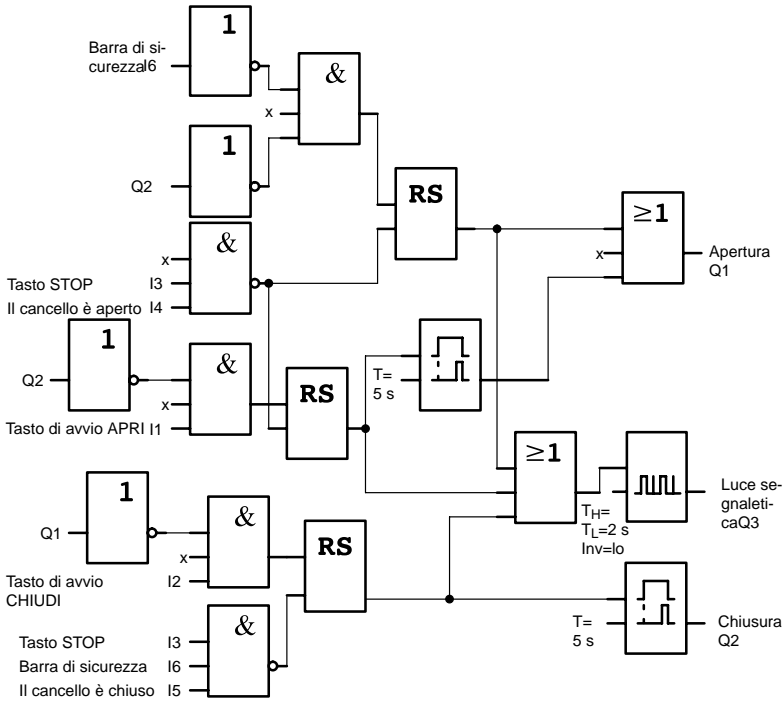 1
Barra di si-
curezzaI6
&
x
1
Q2
RS
≥1
&
x
Apertura
Q1
x
Tasto STOP I3
Il cancello è aperto I4
1
&
Q2
T=
5 s
RS
x
Tasto di avvio APRI I1
≥1
1
&
RS
Luce se-
gnaleti-
caQ3
TH=
TL=2 s
Inv=lo
Q1
x
Tasto di avvio
CHIUDI
I2
&
Tasto STOP I3
Barra di sicurezza I6
Il cancello è chiuso I5
T=
5 s
Chiusura
Q2